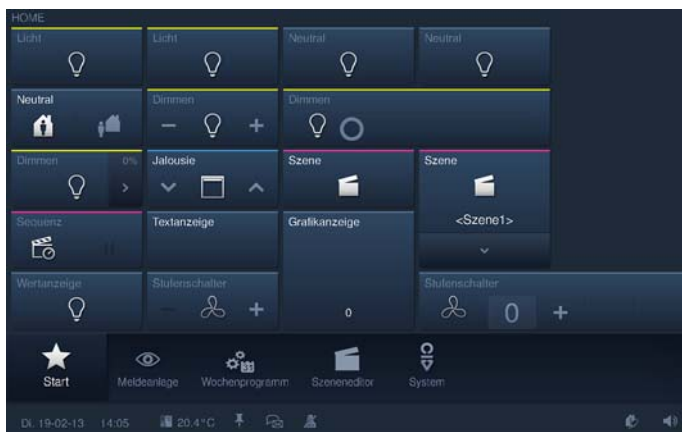 HOME
Licht Licht Neutral Neutral
Neutral Dimmen Dimmen
Dimmen 0% Jalousie Szene Szene
<Szene1>
Sequenz Textanzeige Grafikanzeige
Wertanzeige Stufenschalter 0 Stufenschalter
0
Start Meldeanlage Wochenprogramm Szeneneditor System
Di. 19-02-13 14:05 20.4°C